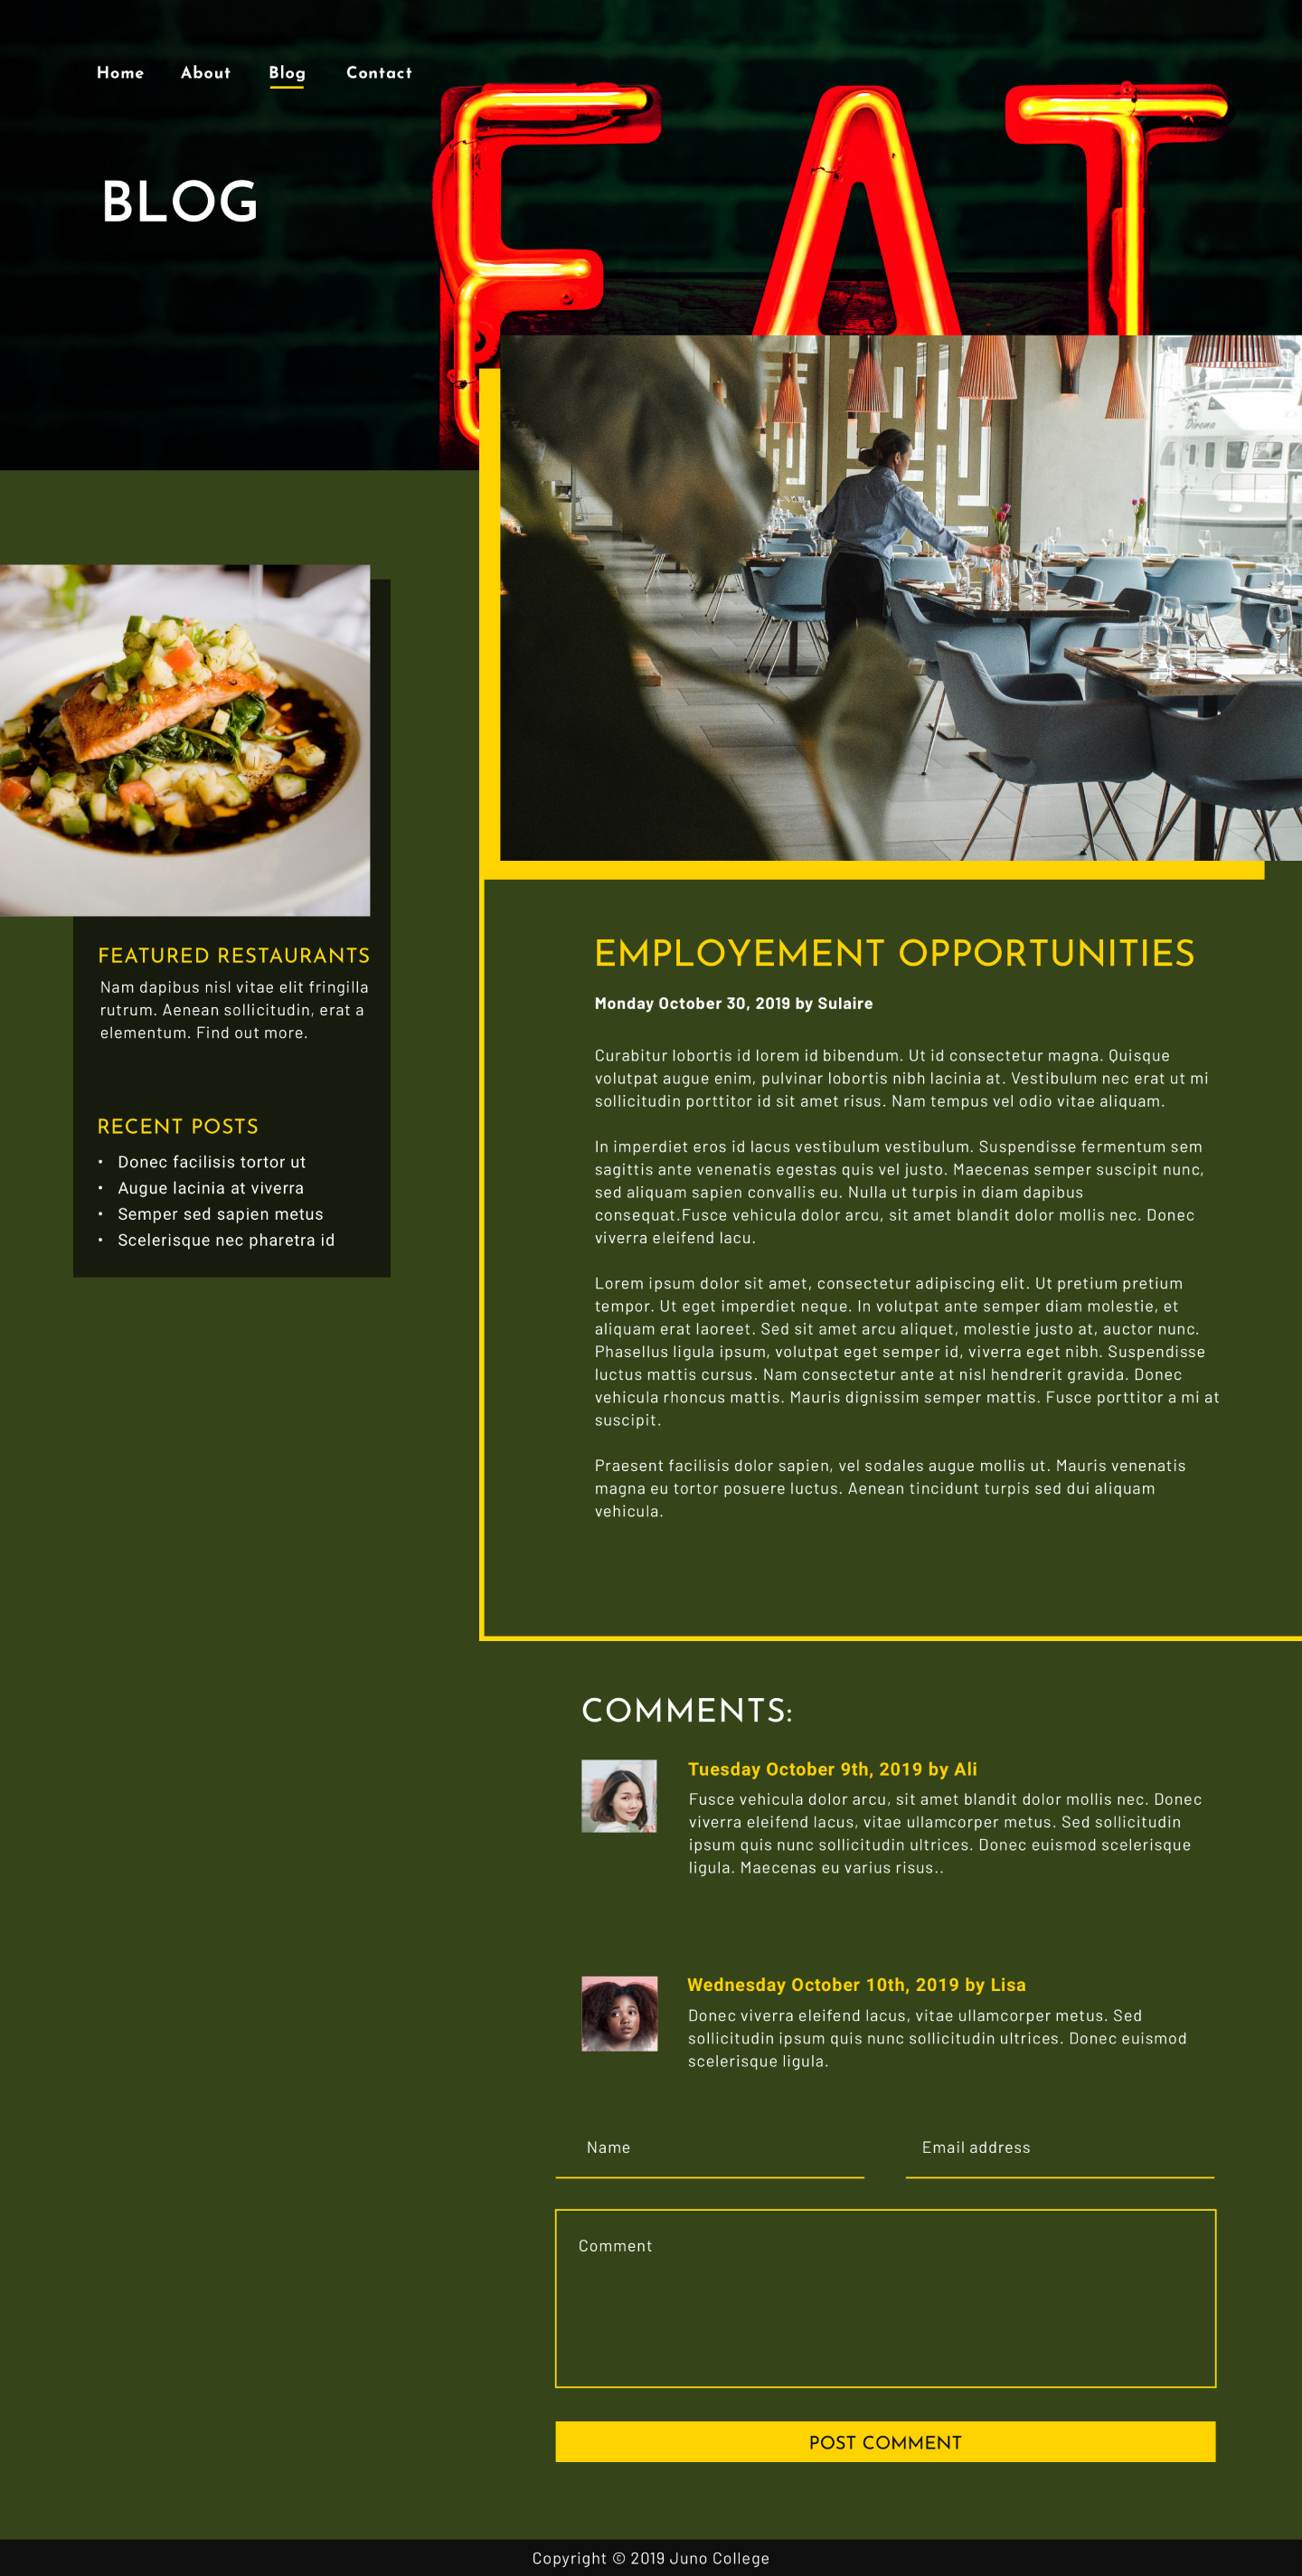 Home About Blog Contact
EAT
BLOG
Dirona
FEATURED RESTAURANTS
Nam dapibus nisl vitae elit fringilla
rutrum. Aenean sollicitudin, erat a
elementum. Find out more.
RECENT POSTS
• Donec facilisis tortor ut
• Augue lacinia at viverra
• Semper sed sapien metus
• Scelerisque nec pharetra id
EMPLOYEMENT OPPORTUNITIES
Monday October 30, 2019 by Sulaire
Curabitur lobortis id lorem id bibendum. Ut id consectetur magna. Quisque
volutpat augue enim, pulvinar lobortis nibh lacinia at. Vestibulum nec erat ut mi
sollicitudin porttitor id sit amet risus. Nam tempus vel odio vitae aliquam.
In imperdiet eros id lacus vestibulum vestibulum. Suspendisse fermentum sem
sagittis ante venenatis egestas quis vel justo. Maecenas semper suscipit nunc,
sed aliquam sapien convallis eu. Nulla ut turpis in diam dapibus
consequat.Fusce vehicula dolor arcu, sit amet blandit dolor mollis nec. Donec
viverra eleifend lacu.
Lorem ipsum dolor sit amet, consectetur adipiscing elit. Ut pretium pretium
tempor. Ut eget imperdiet neque. In volutpat ante semper diam molestie, et
aliquam erat laoreet. Sed sit amet arcu aliquet, molestie justo at, auctor nunc.
Phasellus ligula ipsum, volutpat eget semper id, viverra eget nibh. Suspendisse
luctus mattis cursus. Nam consectetur ante at nisl hendrerit gravida. Donec
vehicula rhoncus mattis. Mauris dignissim semper mattis. Fusce porttitor a mi at
suscipit.
Praesent facilisis dolor sapien, vel sodales augue mollis ut. Mauris venenatis
magna eu tortor posuere luctus. Aenean tincidunt turpis sed dui aliquam
vehicula.
COMMENTS:
Tuesday October 9th, 2019 by Ali
Fusce vehicula dolor arcu, sit amet blandit dolor mollis nec. Donec
viverra eleifend lacus, vitae ullamcorper metus. Sed sollicitudin
ipsum quis nunc sollicitudin ultrices. Donec euismod scelerisque
ligula. Maecenas eu varius risus..
Wednesday October 10th, 2019 by Lisa
Donec viverra eleifend lacus, vitae ullamcorper metus. Sed
sollicitudin ipsum quis nunc sollicitudin ultrices. Donec euismod
scelerisque ligula.
Name Email address
Comment
POST COMMENT
Copyright © 2019 Juno College